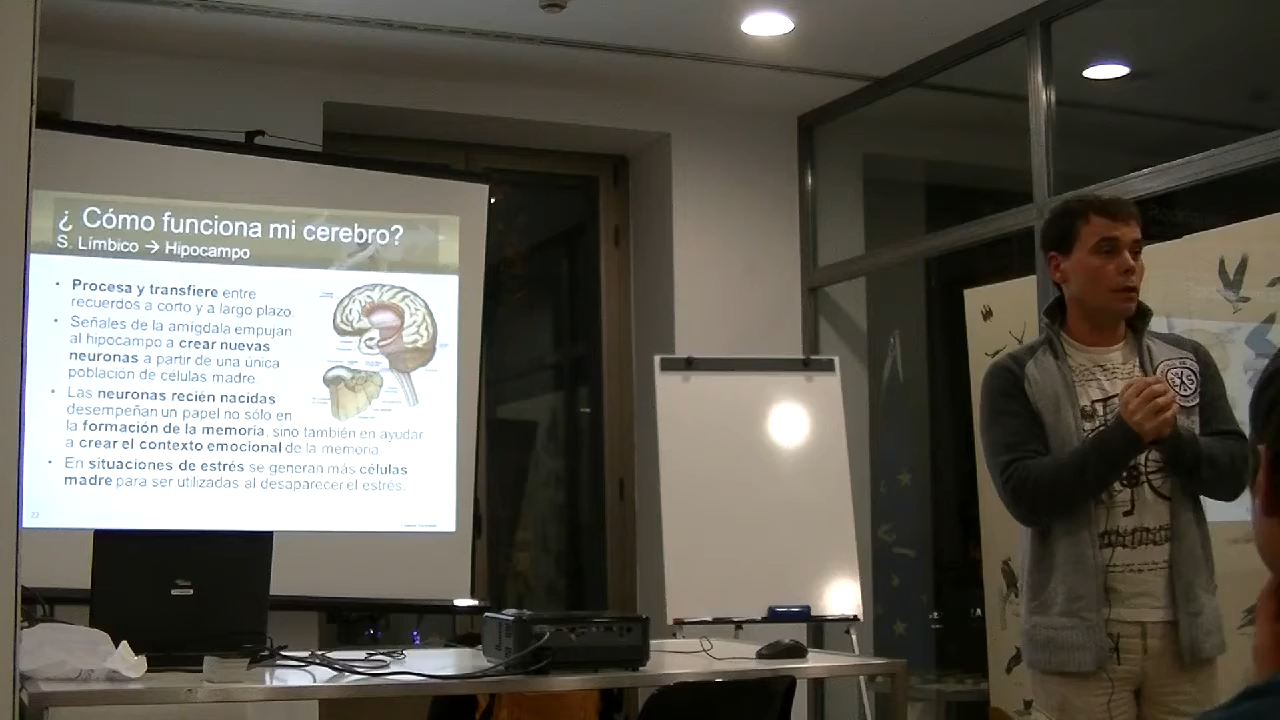 ¿ Cómo funciona mi cerebro?
S. Límbico → Hipocampo
• Procesa y transfiere entre
recuerdos a corto y a largo plazo.
• Señales de la amígdala empujan
al hipocampo a crear nuevas
neuronas a partir de una única
población de células madre.
• Las neuronas recién nacidas
desempeñan un papel no sólo en
la formación de la memoria, sino también en ayudar
a crear el contexto emocional de la memoria
• En situaciones de estrés se generan más células
madre para ser utilizadas al desaparecer el estrés.